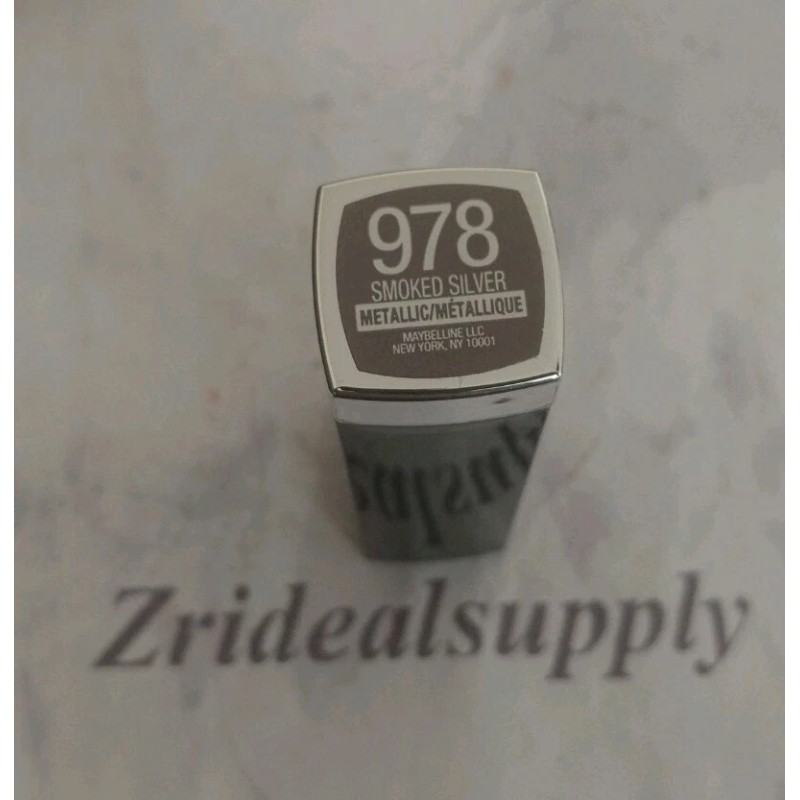 978
SMOKED SILVER
METALLIC/MÉTALLIQUE
MAYBELLINE LLC
NEW YORK, NY 10001
Zridealsupply